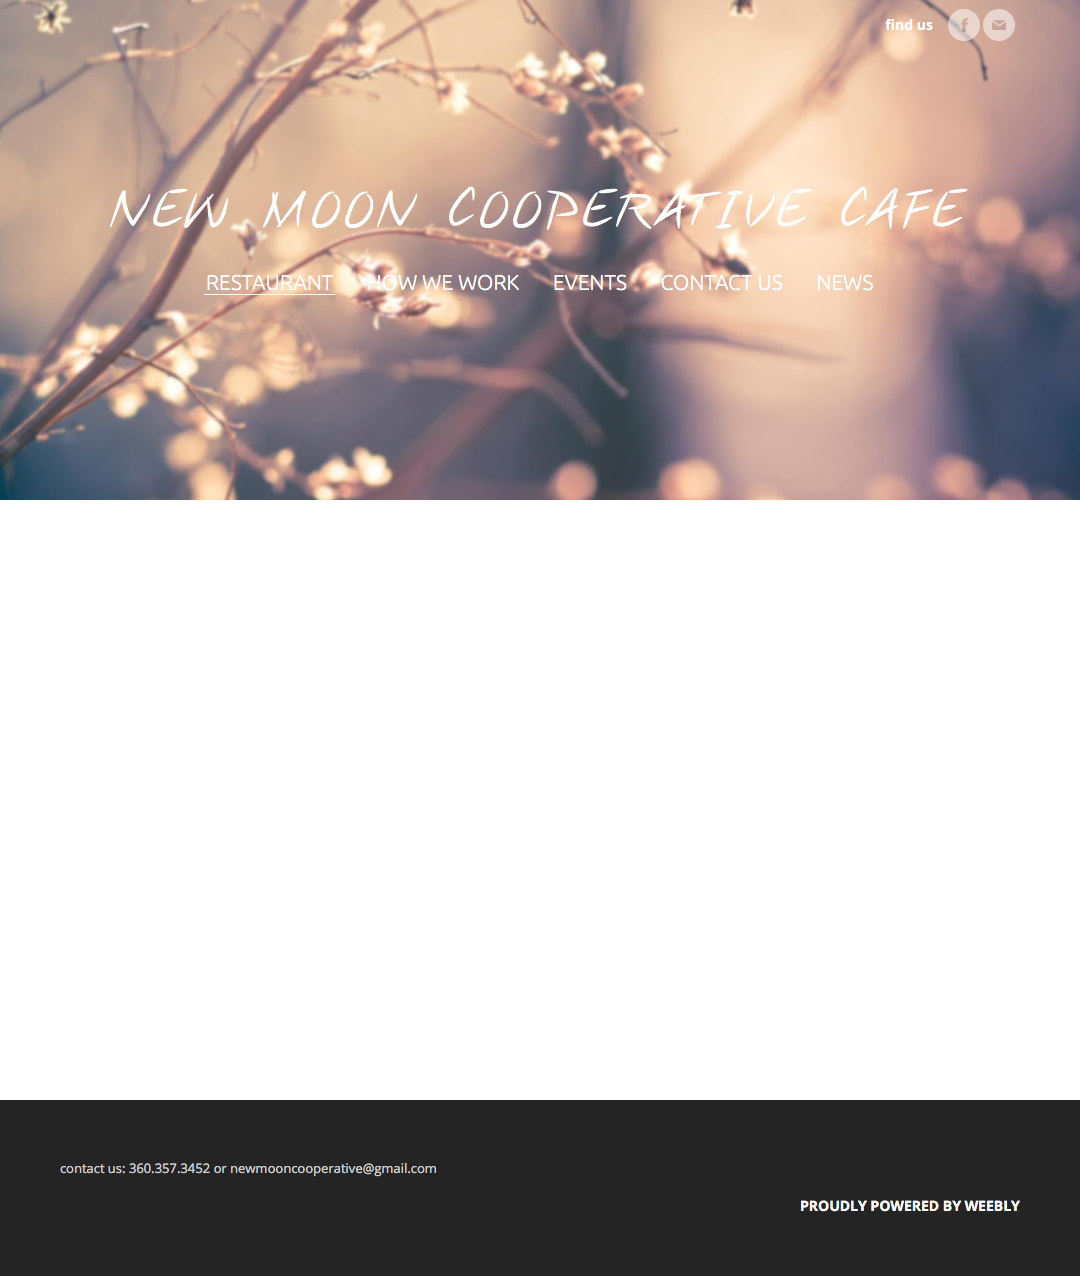 find us
NEW MOON COOPERATIVE CAFE
RESTAURANT HOW WE WORK EVENTS CONTACT US NEWS
contact us: 360.357.3452 or newmooncooperative@gmail.com
PROUDLY POWERED BY WEEBLY